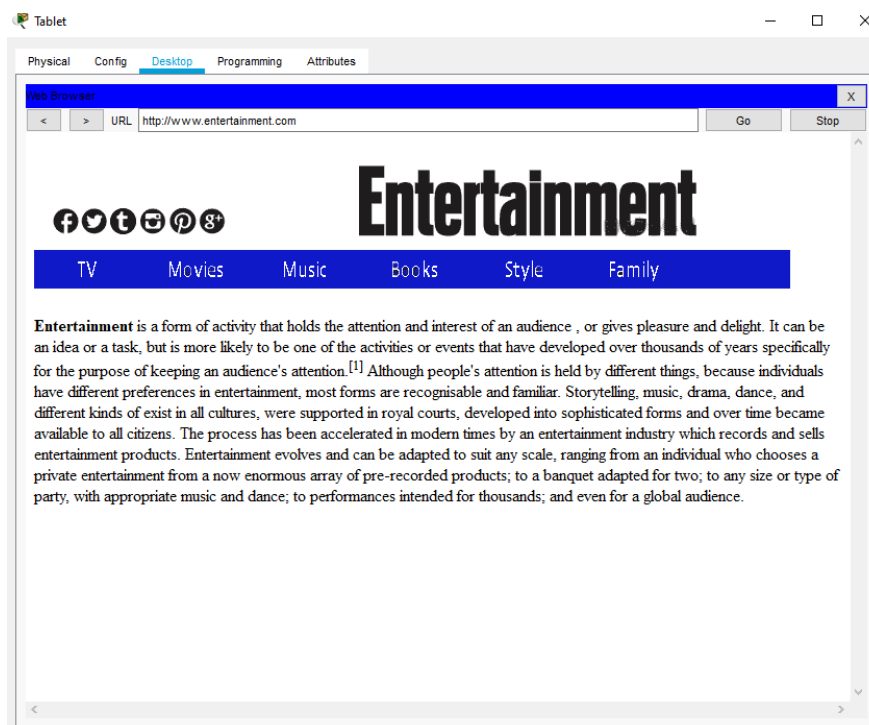 Tablet
Physical Config Desktop Programming Attributes
Web Browser X
< > URL http://www.entertainment.com Go Stop
Entertainment
TV Movies Music Books Style Family
Entertainment is a form of activity that holds the attention and interest of an audience , or gives pleasure and delight. It can be
an idea or a task, but is more likely to be one of the activities or events that have developed over thousands of years specifically
for the purpose of keeping an audience's attention.[1] Although people's attention is held by different things, because individuals
have different preferences in entertainment, most forms are recognisable and familiar. Storytelling, music, drama, dance, and
different kinds of exist in all cultures, were supported in royal courts, developed into sophisticated forms and over time became
available to all citizens. The process has been accelerated in modern times by an entertainment industry which records and sells
entertainment products. Entertainment evolves and can be adapted to suit any scale, ranging from an individual who chooses a
private entertainment from a now enormous array of pre-recorded products; to a banquet adapted for two; to any size or type of
party, with appropriate music and dance; to performances intended for thousands; and even for a global audience.